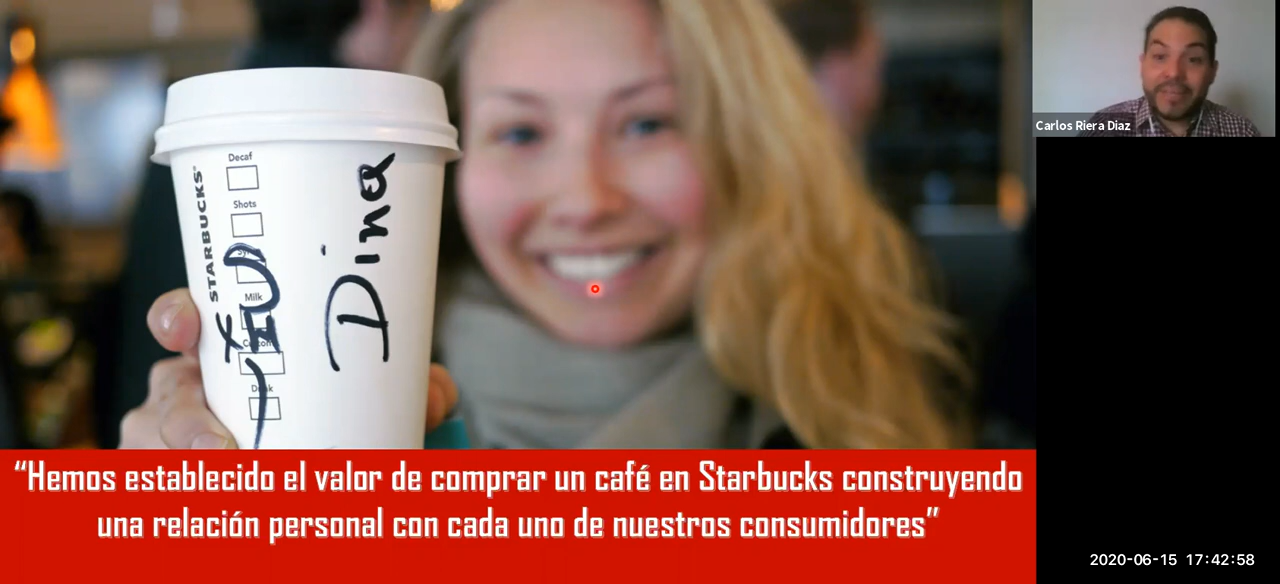 STARBUCKS
Decaf
Shots
Milk
Dina
Carlos Riera Diaz
“Hemos establecido el valor de comprar un café en Starbucks construyendo
una relación personal con cada uno de nuestros consumidores”
2020-06-15 17:42:58